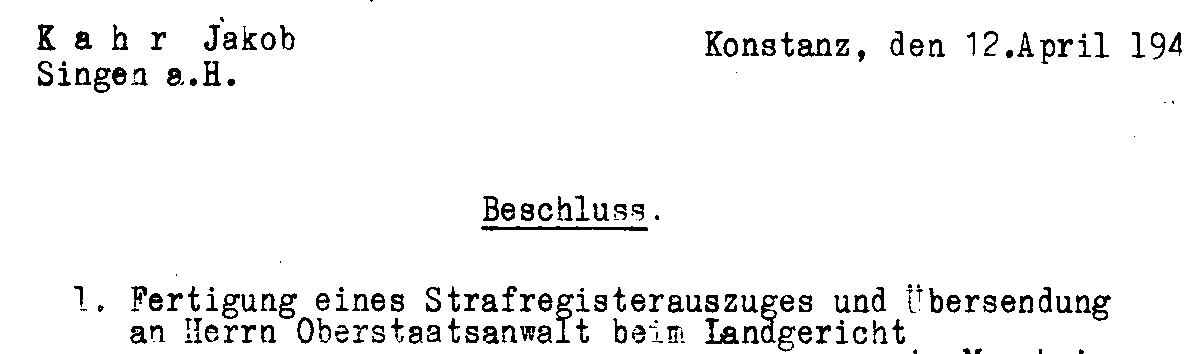 K a h r  Jakob
Konstanz, den 12.April 194
Singen a.H.
Beschluss.
1. Fertigung eines Strafregisterauszuges und Übersendung
an Herrn Oberstaatsanwalt beim Landgericht